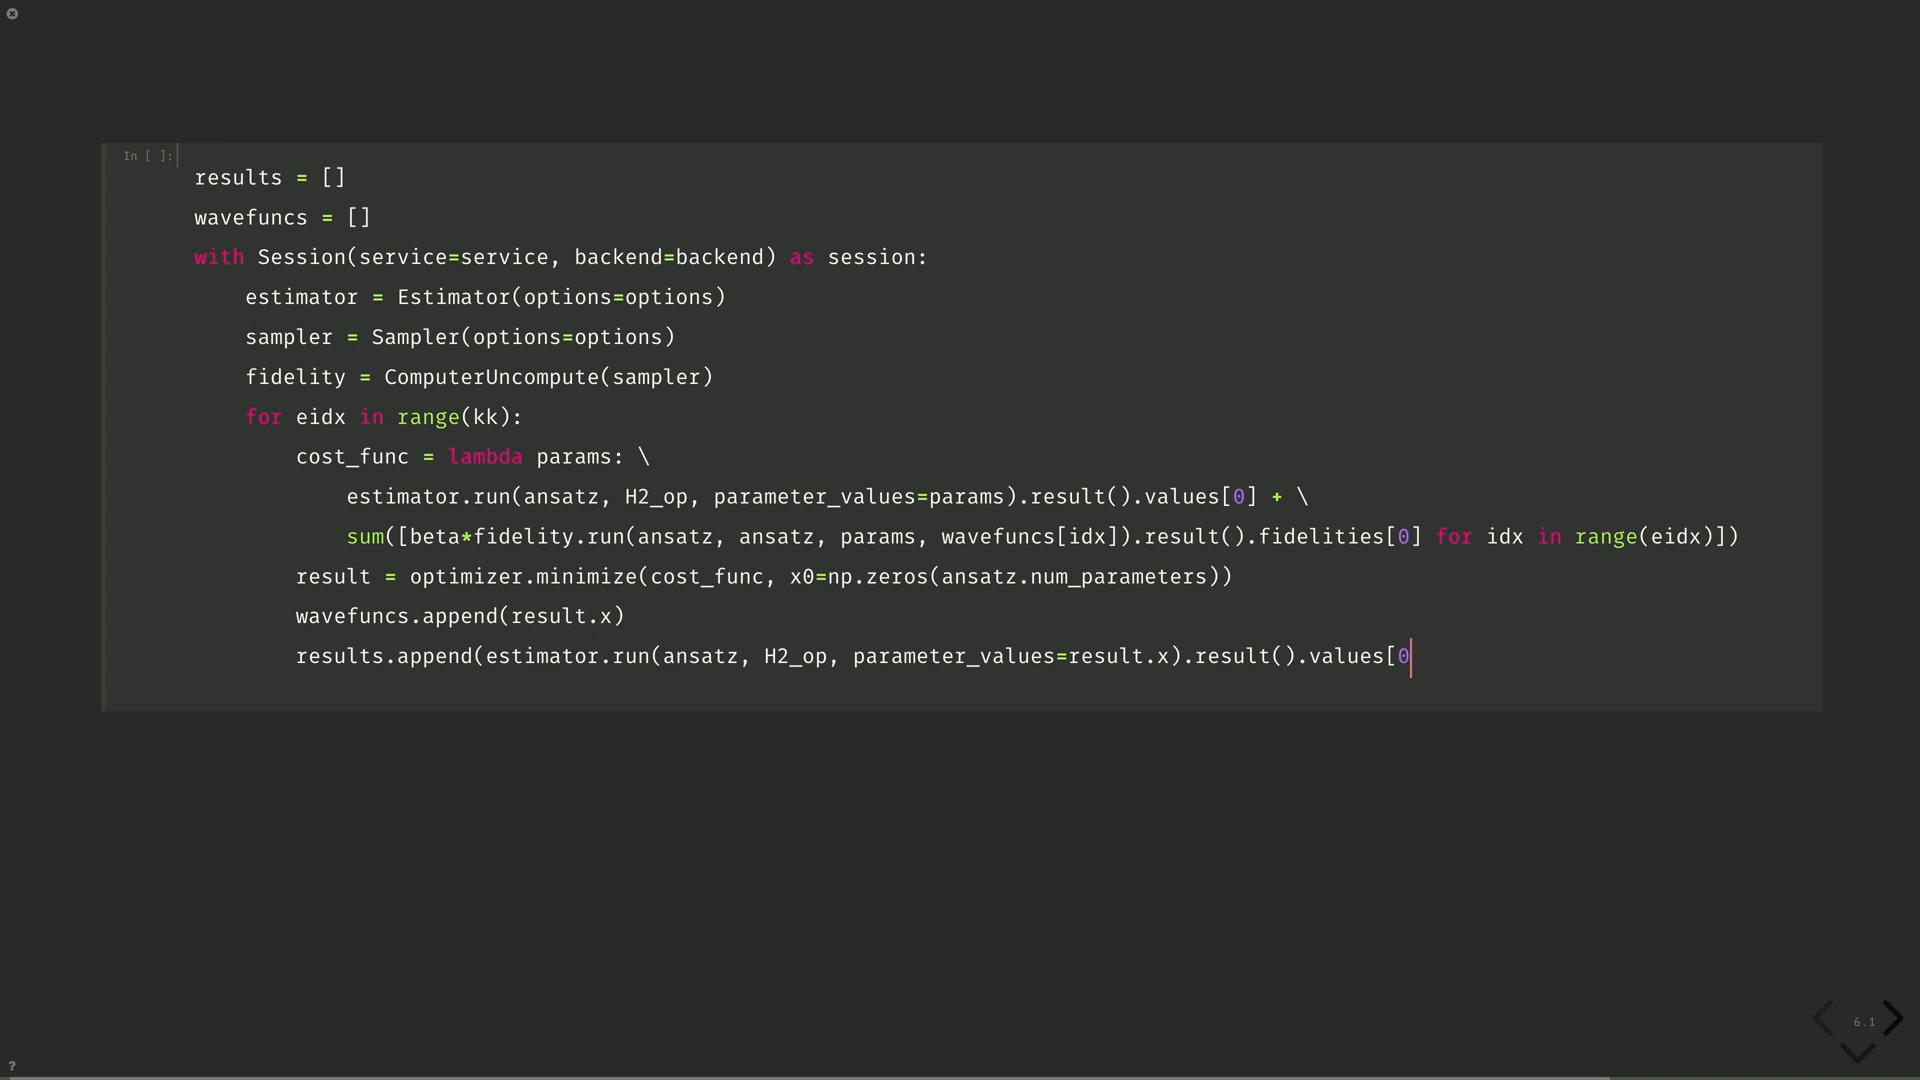 In [ ]:
results = []
wavefuncs = []
with Session(service=service, backend=backend) as session:
    estimator = Estimator(options=options)
    sampler = Sampler(options=options)
    fidelity = ComputerUncompute(sampler)
    for eidx in range(kk):
        cost_func = lambda params: \
            estimator.run(ansatz, H2_op, parameter_values=params).result().values[0] + \
            sum([beta*fidelity.run(ansatz, ansatz, params, wavefuncs[idx]).result().fidelities[0] for idx in range(eidx)])
        result = optimizer.minimize(cost_func, x0=np.zeros(ansatz.num_parameters))
        wavefuncs.append(result.x)
        results.append(estimator.run(ansatz, H2_op, parameter_values=result.x).result().values[0
6.1
?